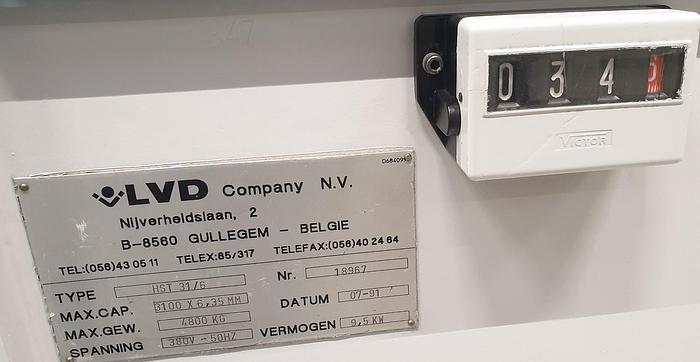 D684095
LVD Company N.V.
Nijverheidslaan, 2
B-8560 GULLEGEM - BELGIE
TEL:(056)43 05 11 TELEX:85/317 TELEFAX:(056)40 24 64
TYPE HST 31/6 Nr. 18967
MAX.CAP. 3100 X 6,35 MM DATUM 07-91
MAX.GEW. 4800 KG VERMOGEN 9,5 KW
SPANNING 380V - 50HZ
0 3 4
Victor